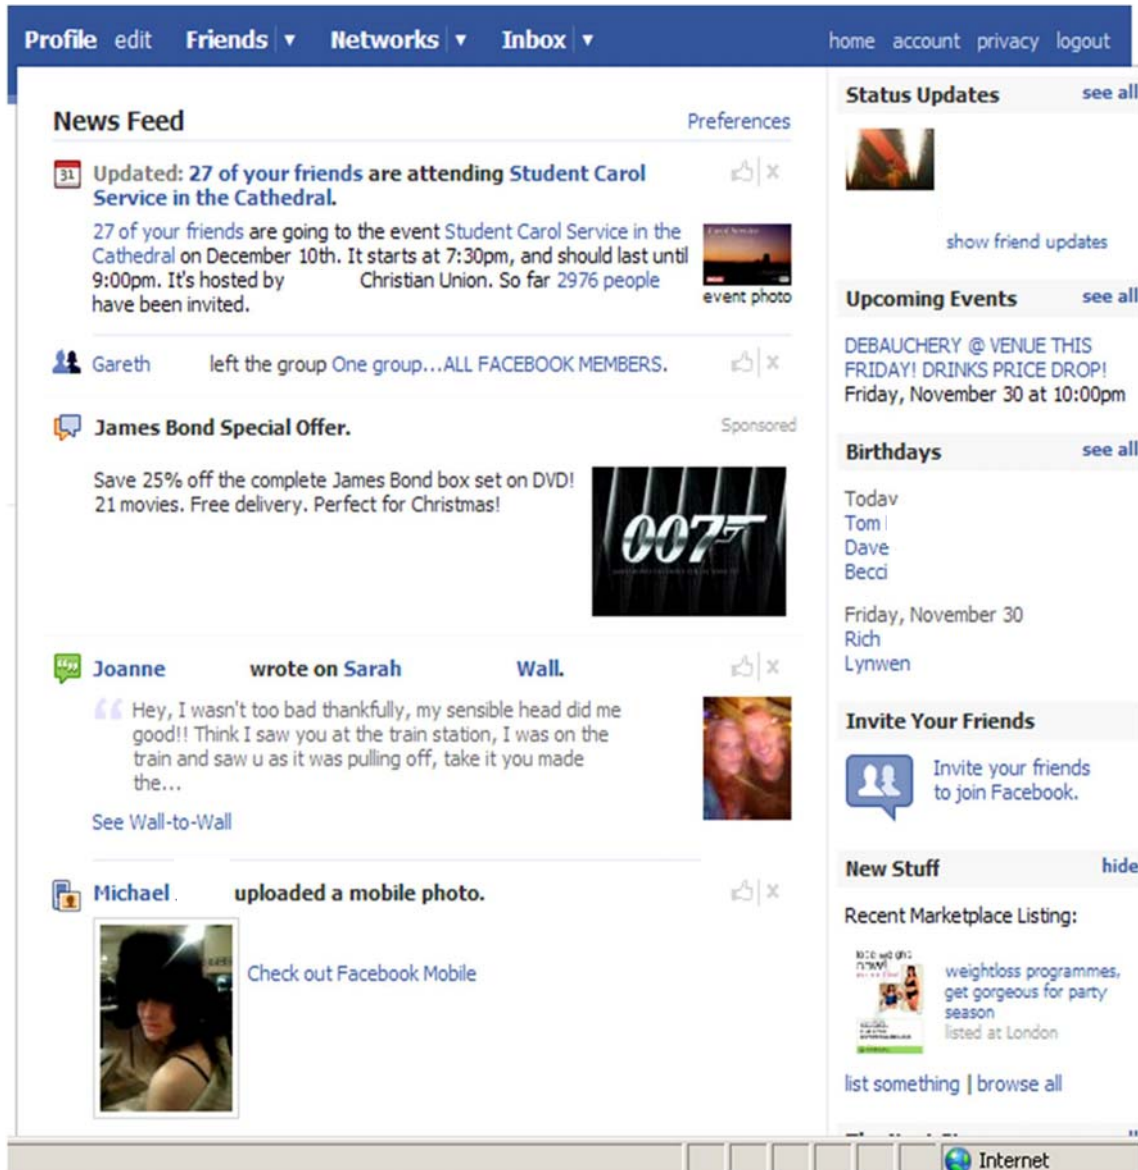 Profile edit Friends Networks Inbox home account privacy logout
News Feed Preferences
31 Updated: 27 of your friends are attending Student Carol
Service in the Cathedral.
27 of your friends are going to the event Student Carol Service in the
Cathedral on December 10th. It starts at 7:30pm, and should last until
9:00pm. It's hosted by Christian Union. So far 2976 people
have been invited.
Carol Service
event photo
Gareth left the group One group...ALL FACEBOOK MEMBERS.
James Bond Special Offer. Sponsored
Save 25% off the complete James Bond box set on DVD!
21 movies. Free delivery. Perfect for Christmas!
007
Joanne wrote on Sarah Wall.
Hey, I wasn't too bad thankfully, my sensible head did me
good!! Think I saw you at the train station, I was on the
train and saw u as it was pulling off, take it you made
the...
See Wall-to-Wall
Michael uploaded a mobile photo.
Check out Facebook Mobile
Status Updates see all
show friend updates
Upcoming Events see all
DEBAUCHERY @ VENUE THIS
FRIDAY! DRINKS PRICE DROP!
Friday, November 30 at 10:00pm
Birthdays see all
Today
Tom
Dave
Becci
Friday, November 30
Rich
Lynwen
Invite Your Friends
Invite your friends
to join Facebook.
New Stuff hide
Recent Marketplace Listing:
lose weight
now!
weightloss programmes,
get gorgeous for party
season
listed at London
list something | browse all
Internet